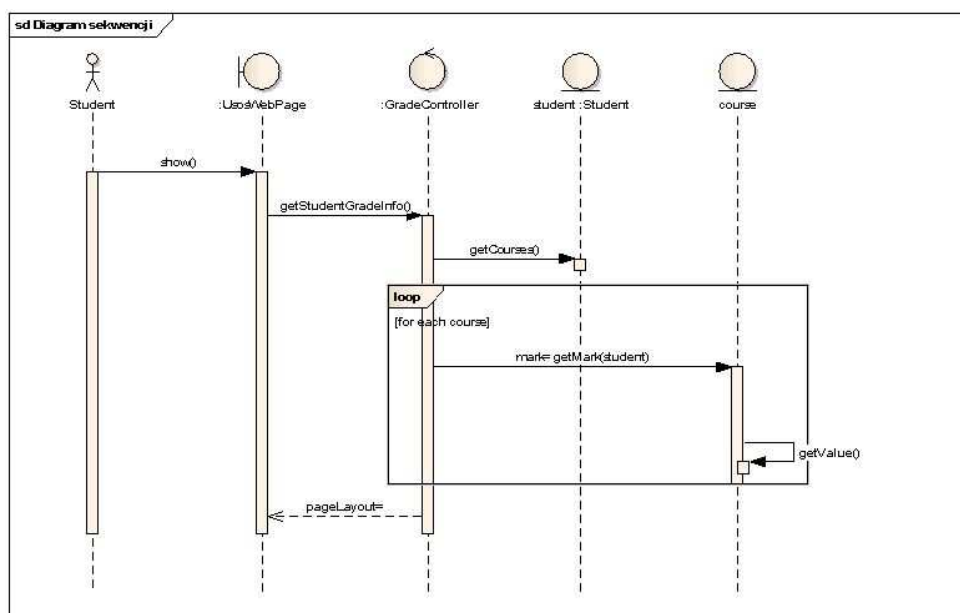 sd Diagram sekwencji
Student
:UsosWebPage
:GradeController
student :Student
course
show()
getStudentGradeInfo()
getCourses()
loop
[for each course]
mark= getMark(student)
getValue()
pageLayout=